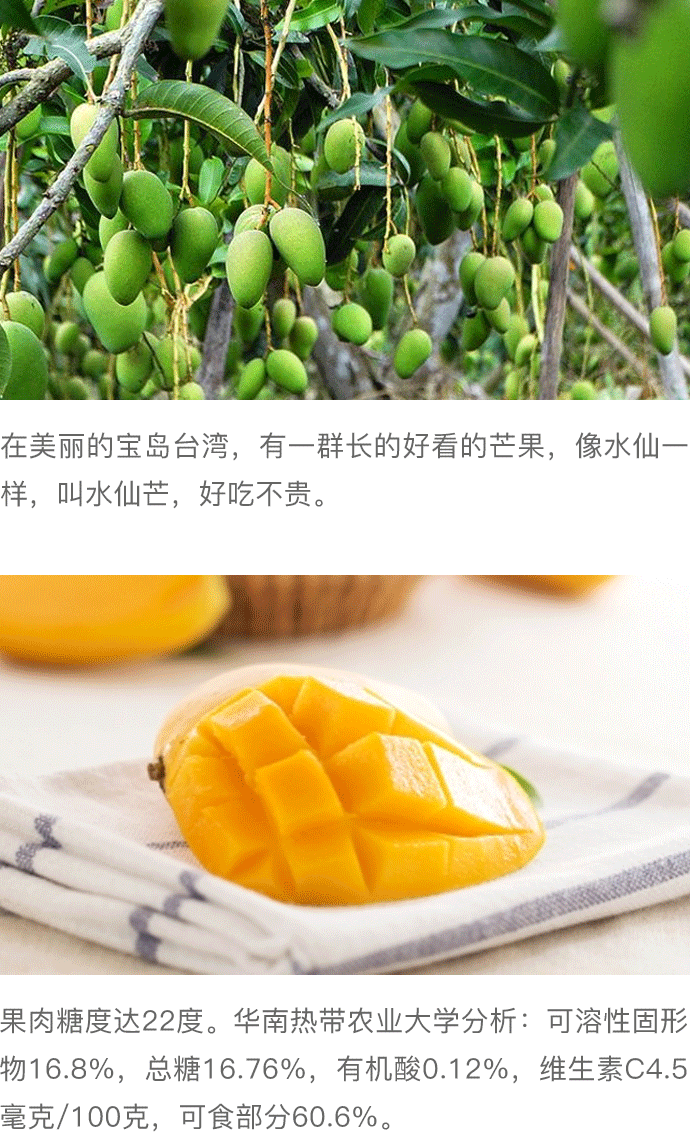 在美丽的宝岛台湾，有一群长的好看的芒果，像水仙一
样，叫水仙芒，好吃不贵。
果肉糖度达22度。华南热带农业大学分析：可溶性固形
物16.8%，总糖16.76%，有机酸0.12%，维生素C4.5
毫克/100克，可食部分60.6%。